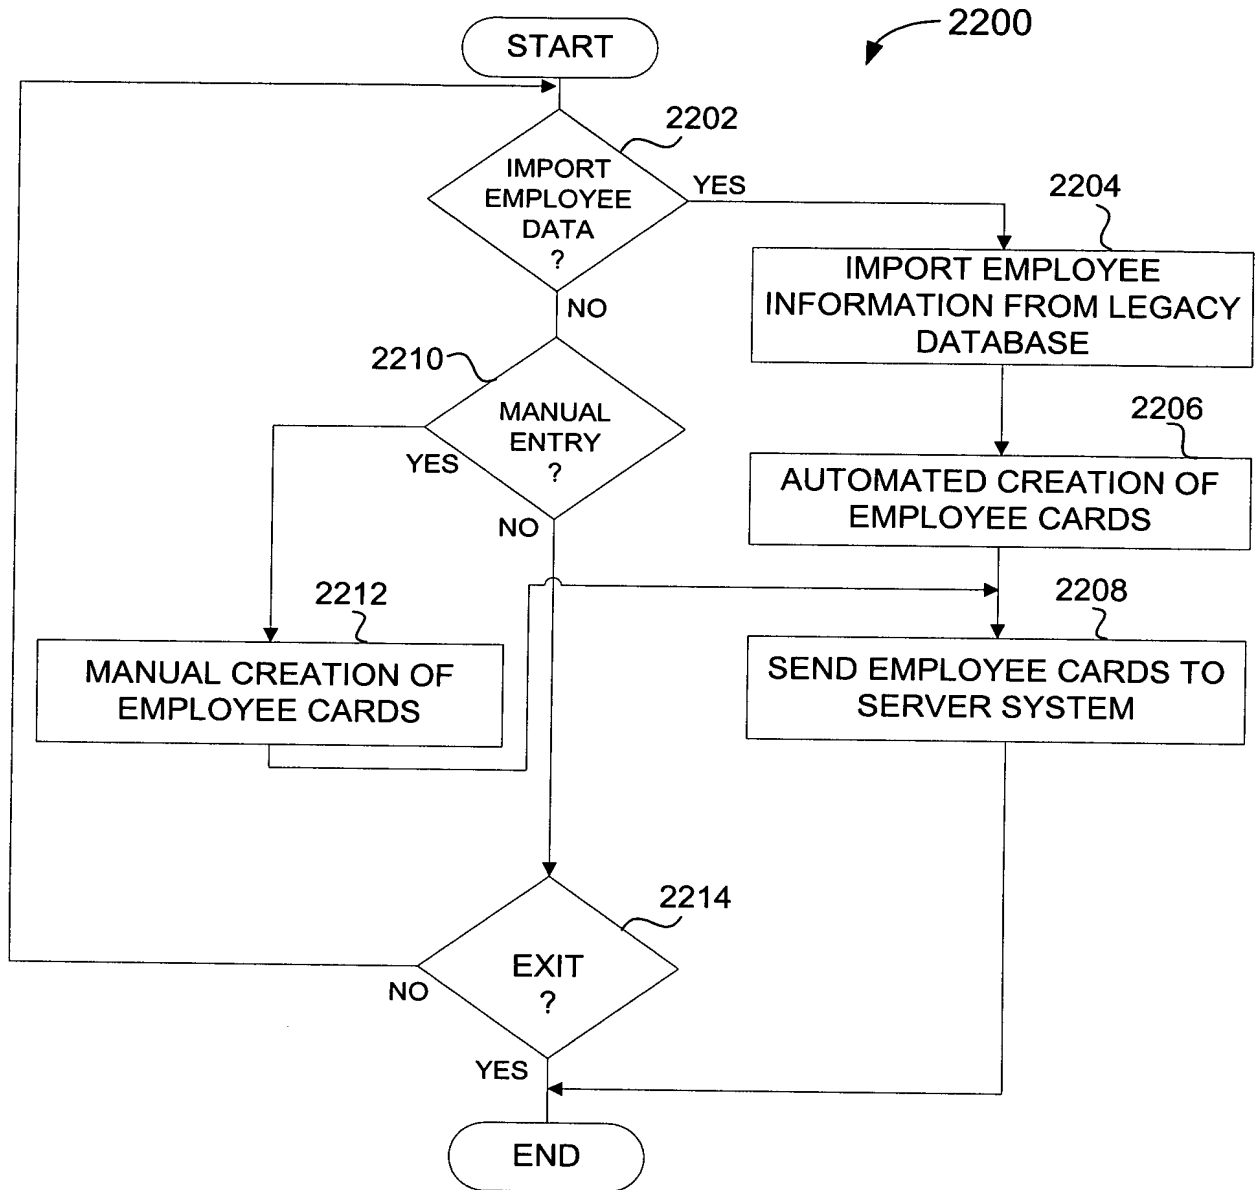 2200
START
2202
IMPORT
EMPLOYEE
DATA
?
YES
NO
2204
IMPORT EMPLOYEE
INFORMATION FROM LEGACY
DATABASE
2210
MANUAL
ENTRY
?
YES
NO
2206
AUTOMATED CREATION OF
EMPLOYEE CARDS
2212
MANUAL CREATION OF
EMPLOYEE CARDS
2208
SEND EMPLOYEE CARDS TO
SERVER SYSTEM
2214
EXIT
?
NO
YES
END